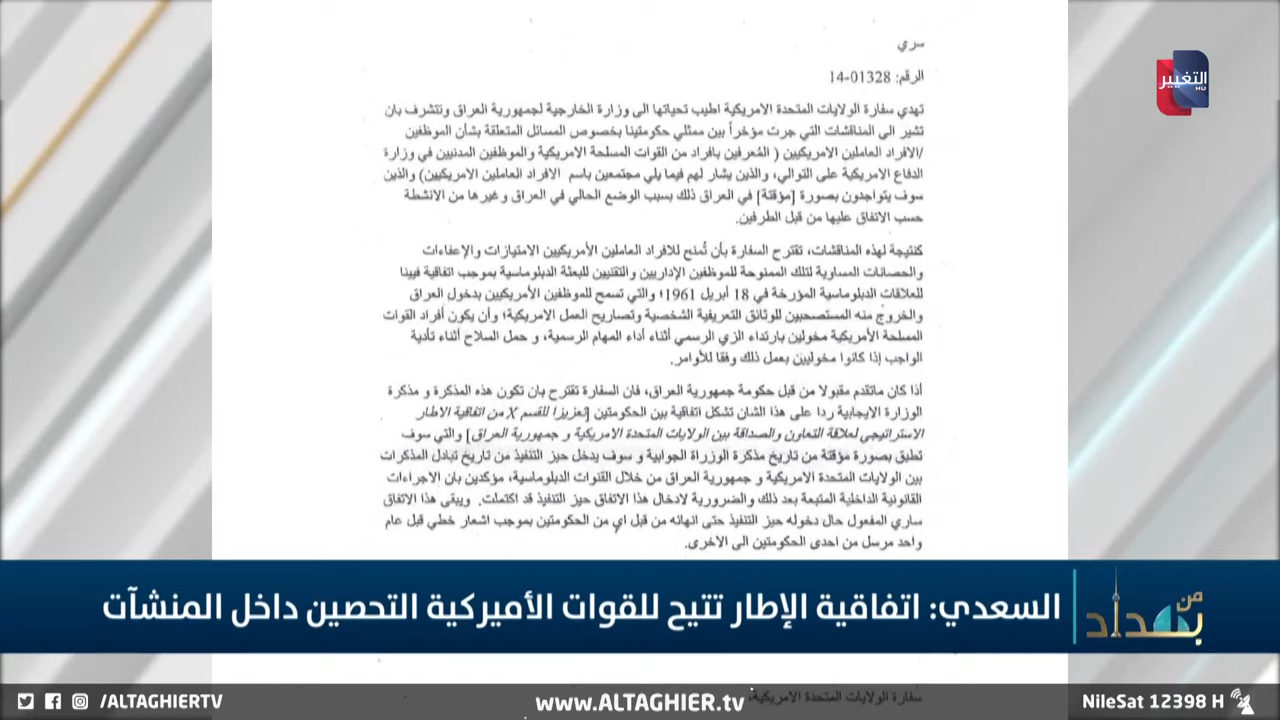 سري
الرقم: 01328-14
تهدي سفارة الولايات المتحدة الامريكية اطيب تحياتها الى وزارة الخارجية لجمهورية العراق وتتشرف بان
تشير الى المناقشات التي جرت مؤخراً بين ممثلي حكومتينا بخصوص المسائل المتعلقة بشأن الموظفين
/الافراد العاملين الامريكيين ( المُعرفين بافراد من القوات المسلحة الامريكية والموظفين المدنيين في وزارة
الدفاع الامريكية على التوالي، والذين يشار لهم فيما يلي مجتمعين باسم الافراد العاملين الامريكيين) والذين
سوف يتواجدون بصورة [مؤقتة] في العراق ذلك بسبب الوضع الحالي في العراق وغيرها من الانشطة
حسب الاتفاق عليها من قبل الطرفين.
كنتيجة لهذه المناقشات، تقترح السفارة بأن تُمنح للافراد العاملين الأمريكيين الامتيازات والإعفاءات
والحصانات المساوية لتلك الممنوحة للموظفين الإداريين والتقنيين للبعثة الدبلوماسية بموجب اتفاقية فيينا
للعلاقات الدبلوماسية المؤرخة في 18 أبريل 1961؛ والتي تسمح للموظفين الأمريكيين بدخول العراق
والخروج منه المستصحبين للوثائق التعريفية الشخصية وتصاريح العمل الامريكية؛ وأن يكون أفراد القوات
المسلحة الأمريكية مخولين بارتداء الزي الرسمي أثناء أداء المهام الرسمية، و حمل السلاح أثناء تأدية
الواجب إذا كانوا مخوليين بعمل ذلك وفقا للأوامر.
أذا كان ماتقدم مقبولا من قبل حكومة جمهورية العراق، فان السفارة تقترح بان تكون هذه المذكرة و مذكرة
الوزارة الايجابية ردا على هذا الشان تشكل اتفاقية بين الحكومتين [تعزيزا للقسم X من اتفاقية الاطار
الاستراتيجي لعلاقة التعاون والصداقة بين الولايات المتحدة الامريكية و جمهورية العراق] والتي سوف
تطبق بصورة مؤقتة من تاريخ مذكرة الوزراة الجوابية و سوف يدخل حيز التنفيذ من تاريخ تبادل المذكرات
بين الولايات المتحدة الامريكية و جمهورية العراق من خلال القنوات الدبلوماسية، مؤكدين بان الاجراءات
القانونية الداخلية المتبعة بعد ذلك والضرورية لادخال هذا الاتفاق حيز التنفيذ قد اكتملت. ويبقى هذا الاتفاق
ساري المفعول حال دخوله حيز التنفيذ حتى انهائه من قبل اي من الحكومتين بموجب اشعار خطي قبل عام
واحد مرسل من احدى الحكومتين الى الاخرى.
التغيير
HD
من بغداد
السعدي: اتفاقية الإطار تتيح للقوات الأميركية التحصين داخل المنشآت
سفارة الولايات المتحدة الامريكية،
/ALTAGHIERTV
www.ALTAGHIER.tv
NileSat 12398 H